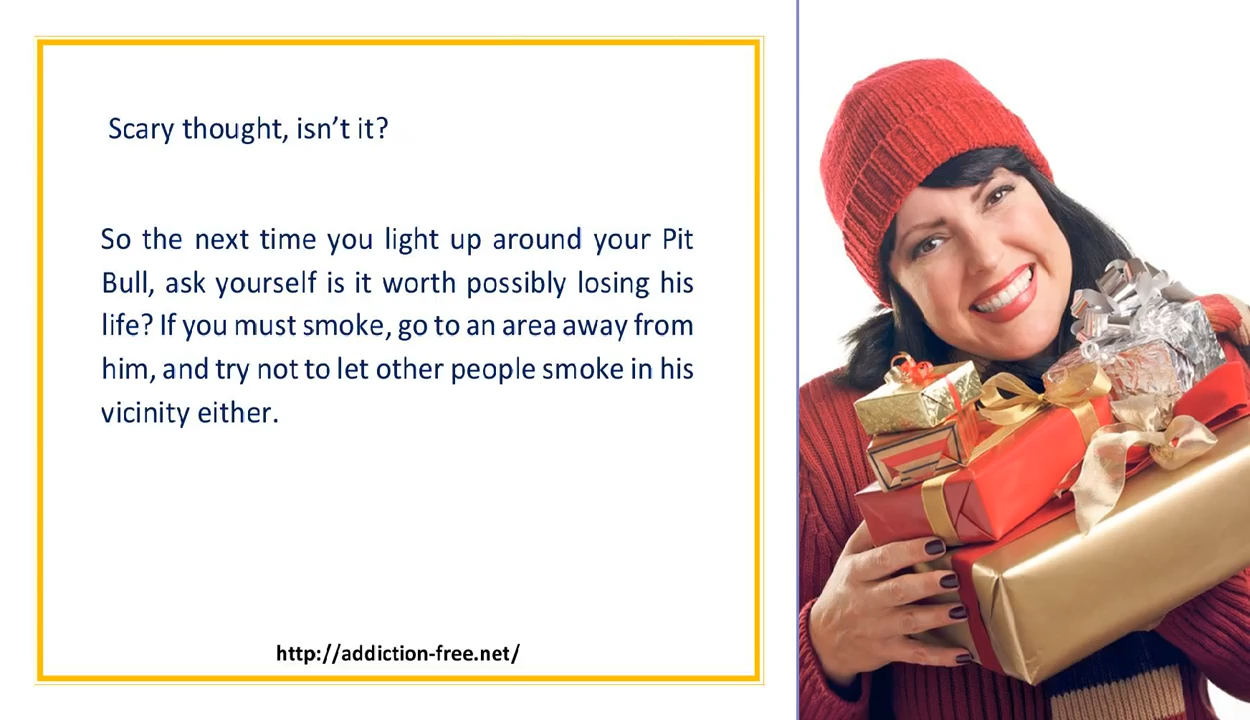 Scary thought, isn’t it?
So the next time you light up around your Pit
Bull, ask yourself is it worth possibly losing his
life? If you must smoke, go to an area away from
him, and try not to let other people smoke in his
vicinity either.
http://addiction-free.net/